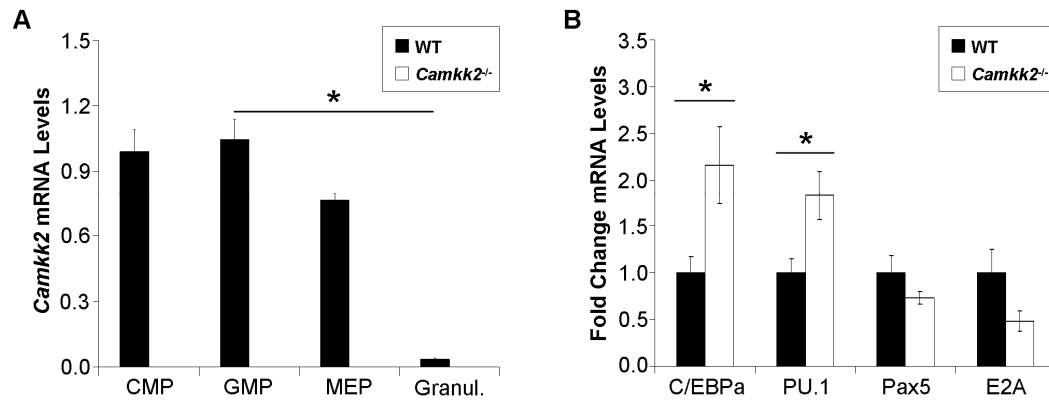 A
Camkk2 mRNA Levels
1.5
1.2
0.9
0.6
0.3
0.0
WT
Camkk2-/-
*
CMP GMP MEP Granul.
B
Fold Change mRNA Levels
3.5
3.0
2.5
2.0
1.5
1.0
0.5
0.0
WT
Camkk2-/-
*
*
C/EBPa PU.1 Pax5 E2A